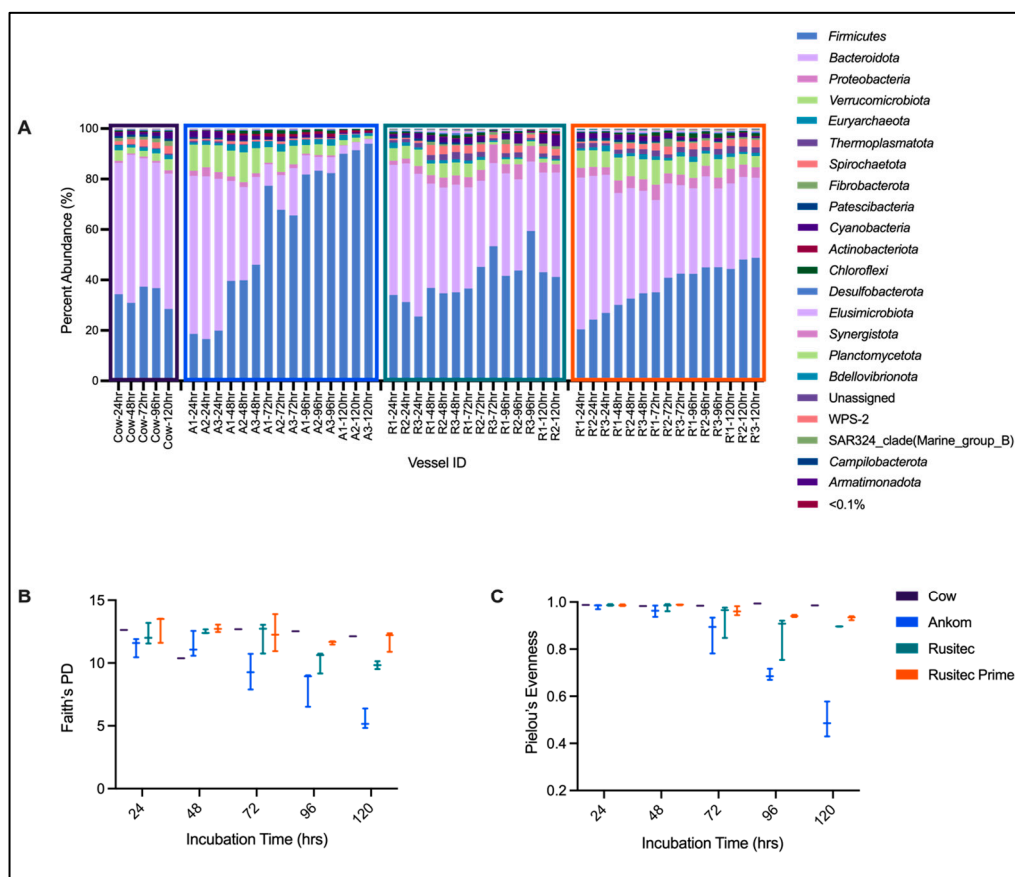 A
Percent Abundance (%)
100
80
60
40
20
0
Cow-24hr
Cow-48hr
Cow-72hr
Cow-96hr
Cow-120hr
A1-24hr
A2-24hr
A3-24hr
A1-48hr
A2-48hr
A3-48hr
A1-72hr
A2-72hr
A3-72hr
A1-96hr
A2-96hr
A3-96hr
A1-120hr
A2-120hr
A3-120hr
R1-24hr
R2-24hr
R3-24hr
R1-48hr
R2-48hr
R3-48hr
R1-72hr
R2-72hr
R3-72hr
R1-96hr
R2-96hr
R3-96hr
R1-120hr
R2-120hr
R'1-24hr
R'2-24hr
R'3-24hr
R'1-48hr
R'2-48hr
R'3-48hr
R'1-72hr
R'2-72hr
R'3-72hr
R'1-96hr
R'2-96hr
R'3-96hr
R'1-120hr
R'2-120hr
R'3-120hr
Vessel ID
Firmicutes
Bacteroidota
Proteobacteria
Verrucomicrobiota
Euryarchaeota
Thermoplasmatota
Spirochaetota
Fibrobacterota
Patescibacteria
Cyanobacteria
Actinobacteriota
Chloroflexi
Desulfobacterota
Elusimicrobiota
Synergistota
Planctomycetota
Bdellovibrionota
Unassigned
WPS-2
SAR324_clade(Marine_group_B)
Campilobacterota
Armatimonadota
<0.1%
B
Faith's PD
15
10
5
0
24
48
72
96
120
Incubation Time (hrs)
C
Pielou's Evenness
1.0
0.8
0.6
0.4
0.2
24
48
72
96
120
Incubation Time (hrs)
Cow
Ankom
Rusitec
Rusitec Prime